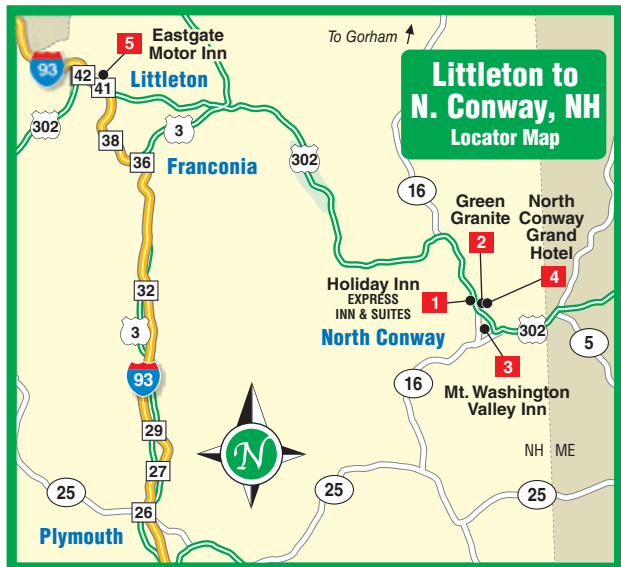 Littleton to
N. Conway, NH
Locator Map
To Gorham
5
Eastgate
Motor Inn
93
42
41
Littleton
302
38
3
36
Franconia
302
16
Green
Granite
2
North
Conway
Grand
Hotel
4
Holiday Inn
EXPRESS
INN & SUITES
1
North Conway
302
5
3
Mt. Washington
Valley Inn
16
32
3
93
29
27
25
26
Plymouth
N
25
25
NH
ME